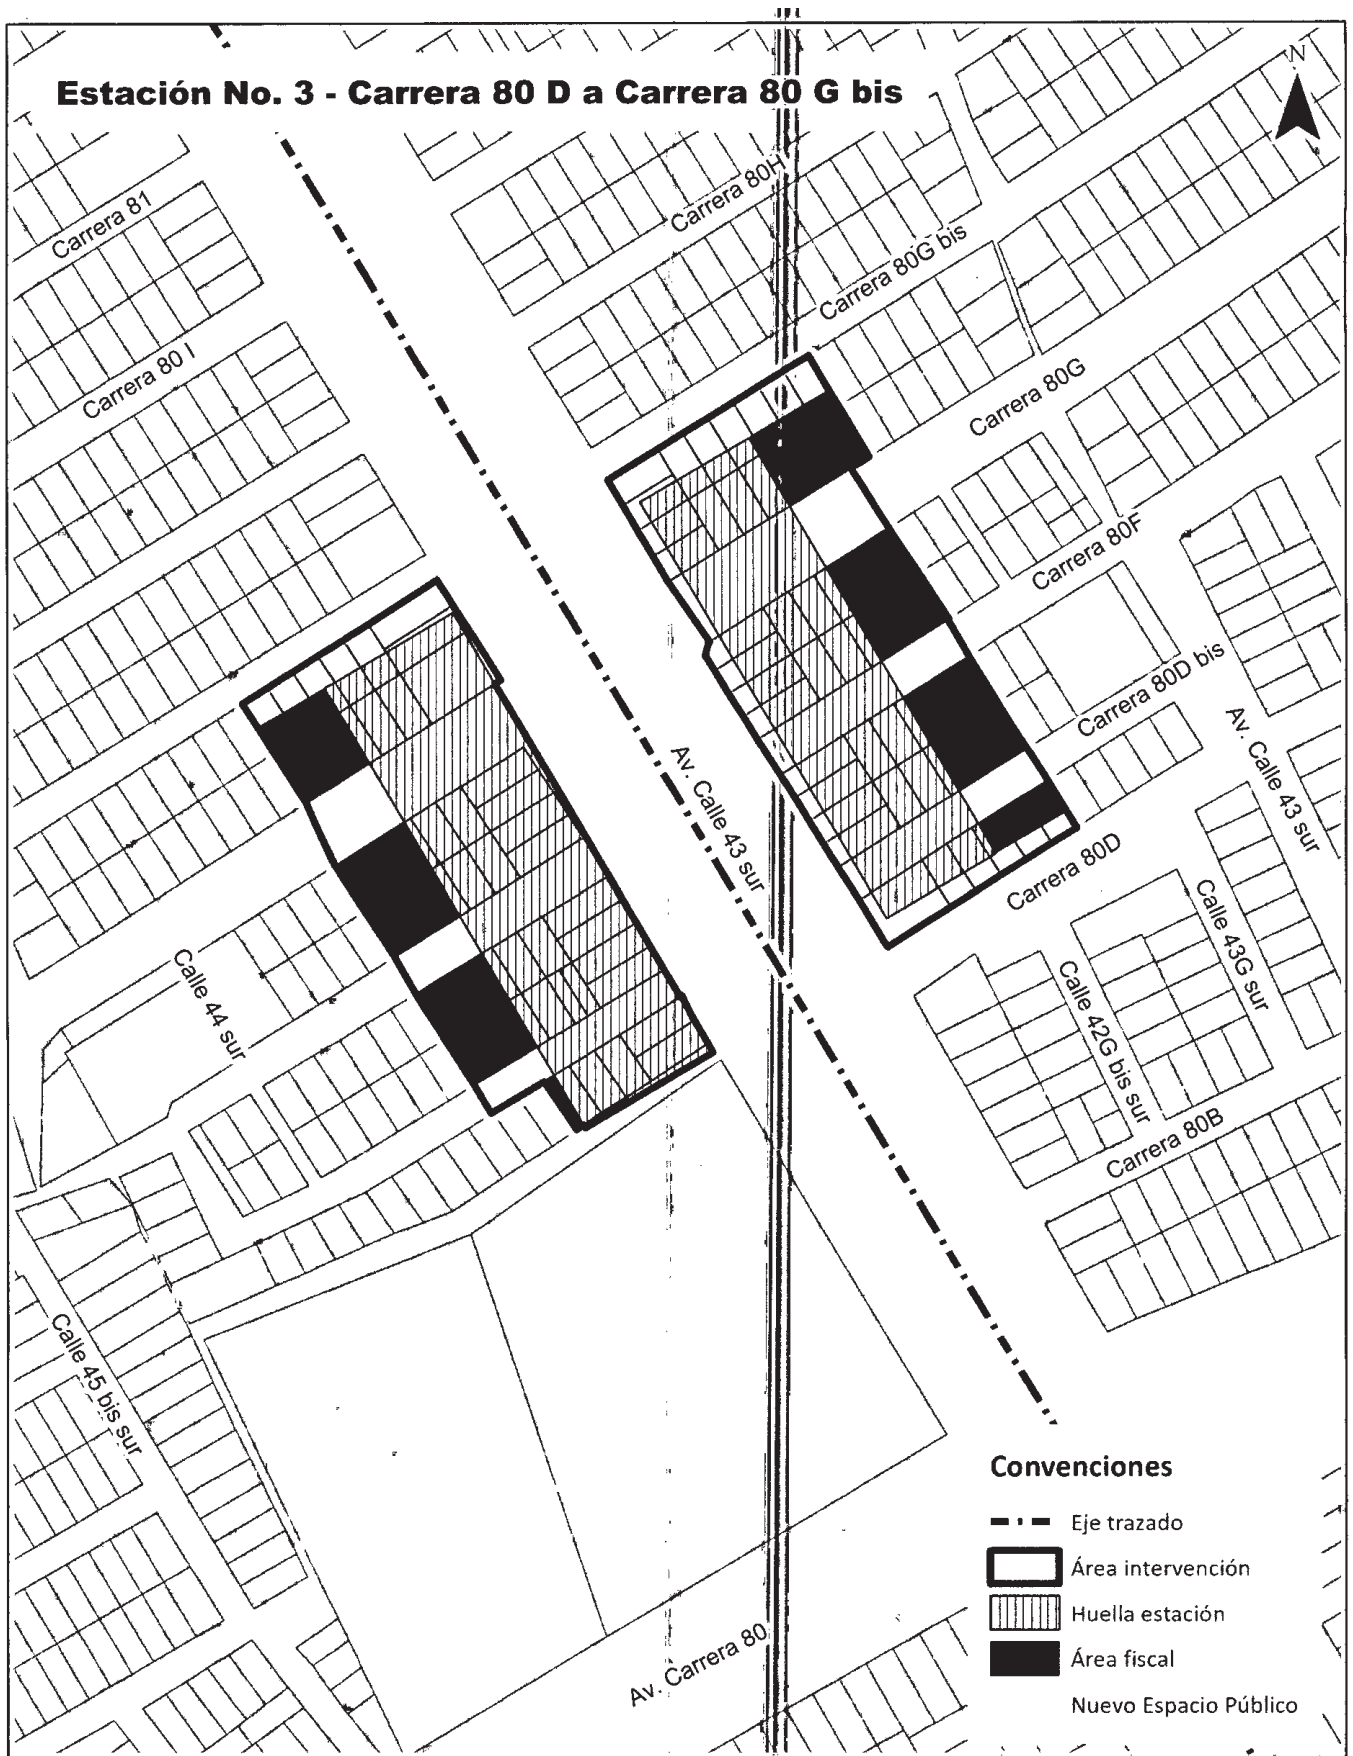 Estación No. 3 - Carrera 80 D a Carrera 80 G bis
N
Carrera 81
Carrera 80H
Carrera 80G bis
Carrera 80 I
Carrera 80G
Carrera 80F
Carrera 80D bis
Av. Calle 43 sur
Av. Calle 43 sur
Carrera 80D
Calle 43G sur
Calle 44 sur
Calle 42G bis sur
Carrera 80B
Calle 45 bis sur
Av. Carrera 80
Convenciones
Eje trazado
Área intervención
Huella estación
Área fiscal
Nuevo Espacio Público